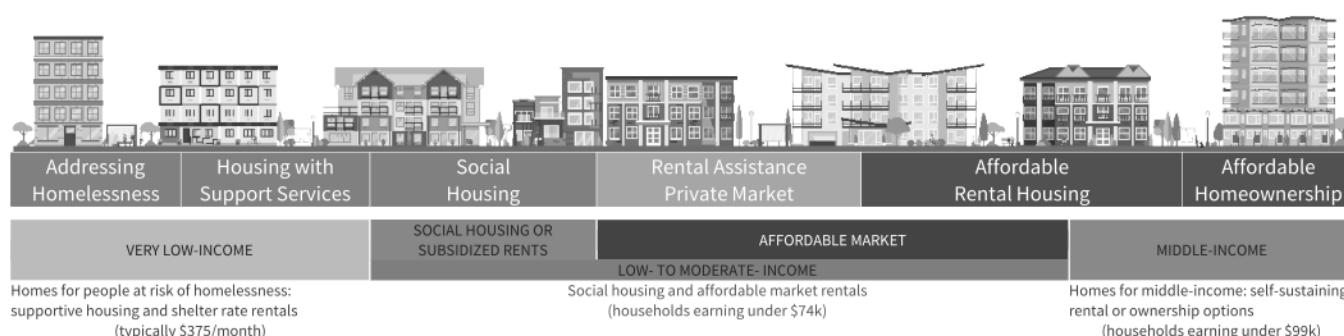 Addressing
Homelessness
Housing with
Support Services
Social
Housing
Rental Assistance
Private Market
Affordable
Rental Housing
Affordable
Homeownership
VERY LOW-INCOME
SOCIAL HOUSING OR
SUBSIDIZED RENTS
AFFORDABLE MARKET
LOW- TO MODERATE- INCOME
MIDDLE-INCOME
Homes for people at risk of homelessness:
supportive housing and shelter rate rentals
(typically $375/month)
Social housing and affordable market rentals
(households earning under $74k)
Homes for middle-income: self-sustaining
rental or ownership options
(households earning under $99k)